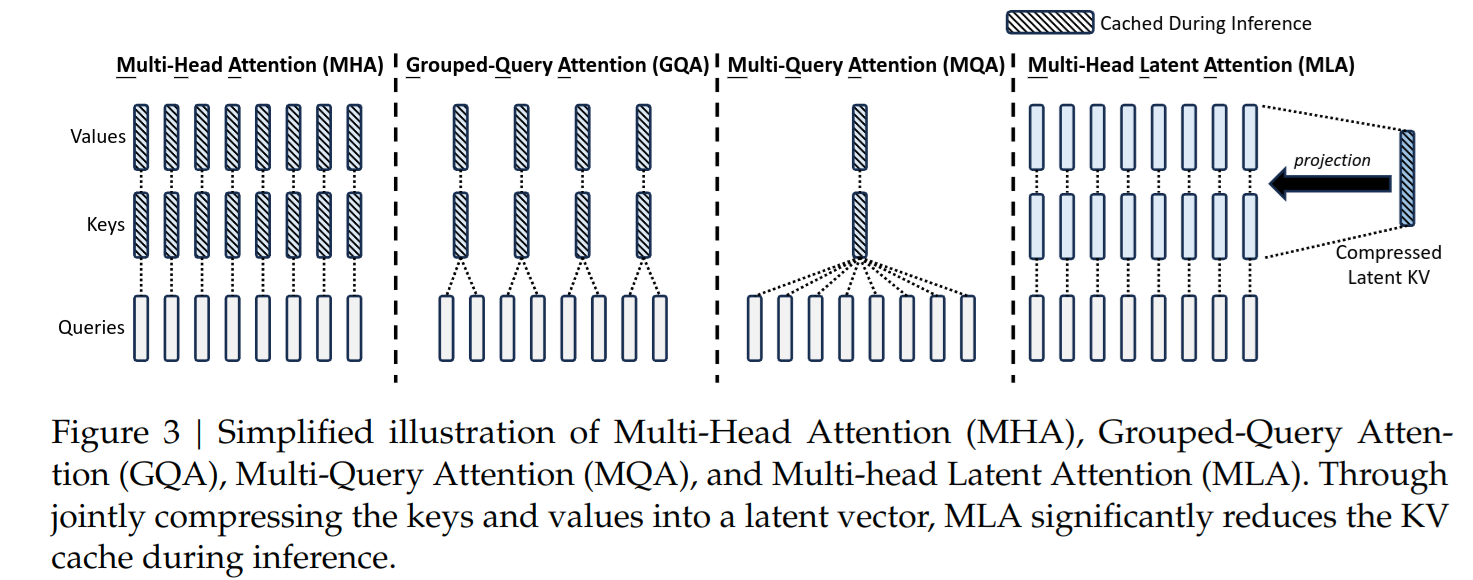 Cached During Inference
Multi-Head Attention (MHA)
Grouped-Query Attention (GQA)
Multi-Query Attention (MQA)
Multi-Head Latent Attention (MLA)
Values
Keys
Queries
projection
Compressed
Latent KV
Figure 3 | Simplified illustration of Multi-Head Attention (MHA), Grouped-Query Atten-
tion (GQA), Multi-Query Attention (MQA), and Multi-head Latent Attention (MLA). Through
jointly compressing the keys and values into a latent vector, MLA significantly reduces the KV
cache during inference.